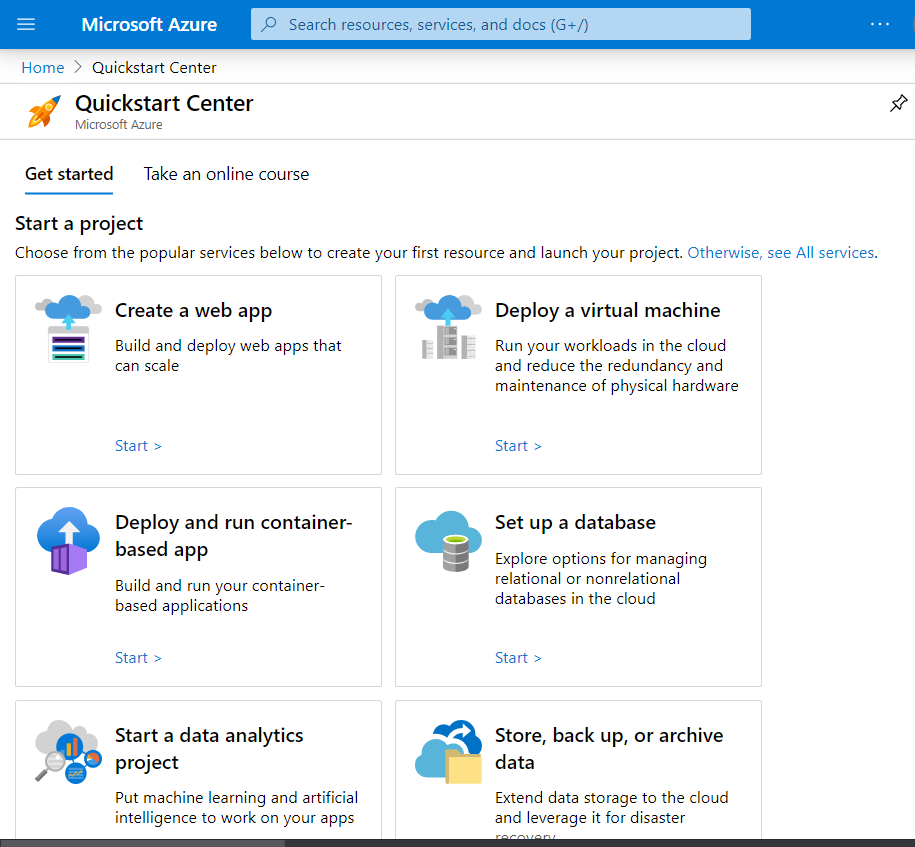 Microsoft Azure
Search resources, services, and docs (G+/)
...
Home > Quickstart Center
Quickstart Center
Microsoft Azure
Get started
Take an online course
Start a project
Choose from the popular services below to create your first resource and launch your project. Otherwise, see All services.
Create a web app
Build and deploy web apps that
can scale
Start >
Deploy a virtual machine
Run your workloads in the cloud
and reduce the redundancy and
maintenance of physical hardware
Start >
Deploy and run container-
based app
Build and run your container-
based applications
Start >
Set up a database
Explore options for managing
relational or nonrelational
databases in the cloud
Start >
Start a data analytics
project
Put machine learning and artificial
intelligence to work on your apps
Store, back up, or archive
data
Extend data storage to the cloud
and leverage it for disaster
recovery